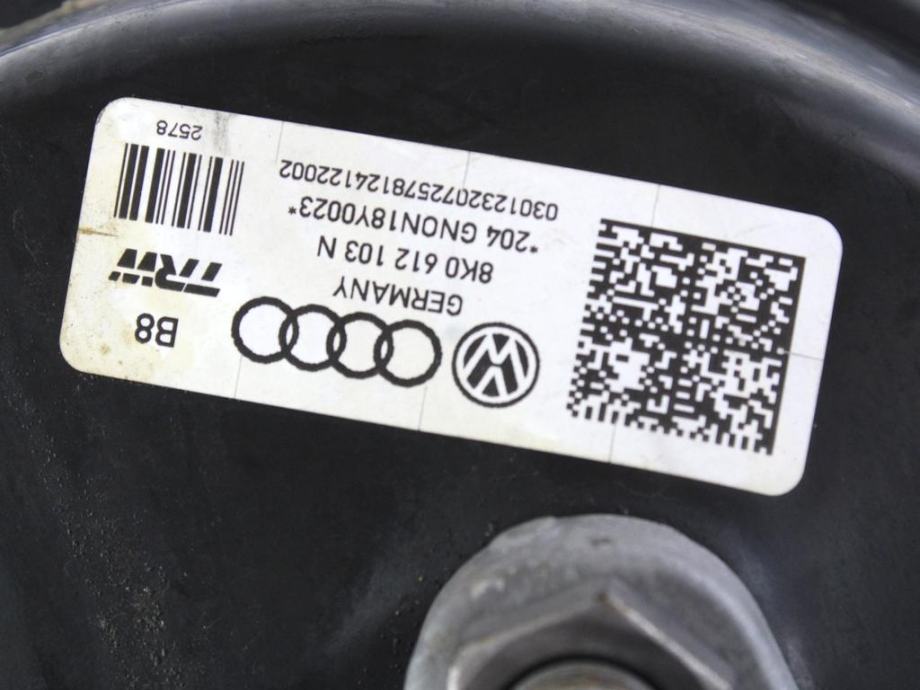 B8
TRW
2578
GERMANY
8K0 612 103 N
*204 GNON18Y0023*
0301232072578124122002